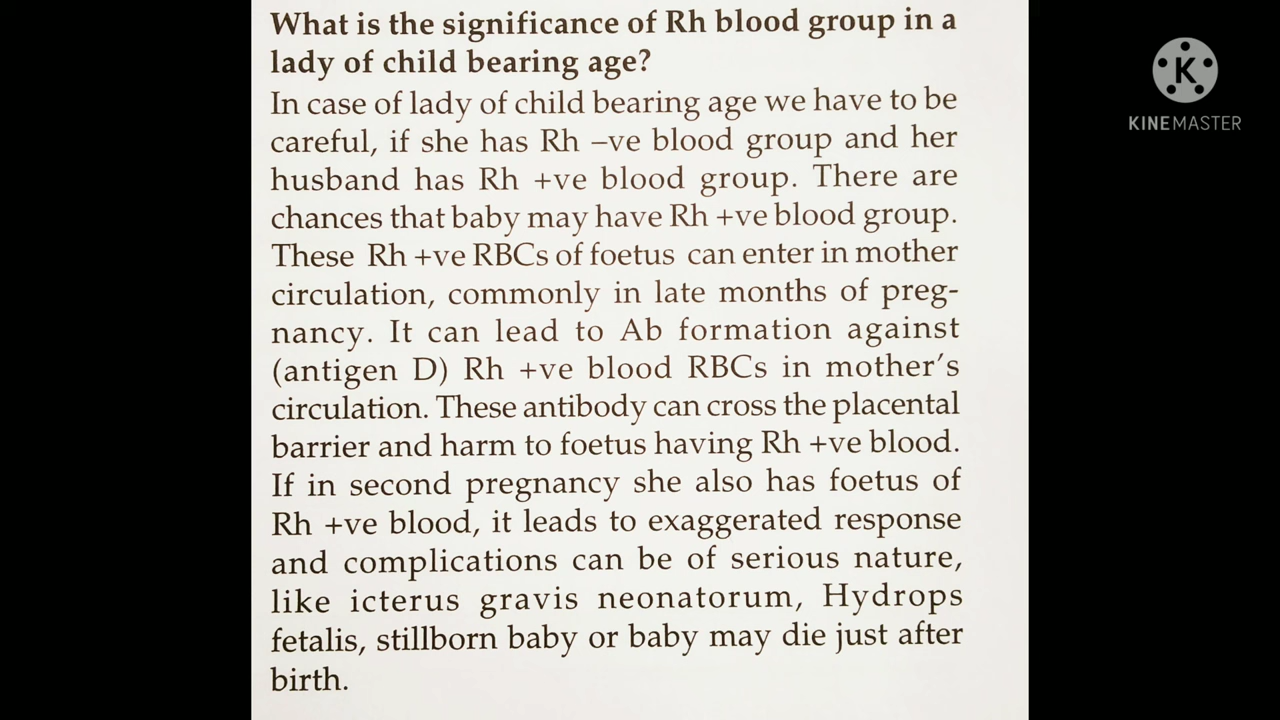 What is the significance of Rh blood group in a
lady of child bearing age?
In case of lady of child bearing age we have to be
careful, if she has Rh –ve blood group and her
husband has Rh +ve blood group. There are
chances that baby may have Rh +ve blood group.
These Rh +ve RBCs of foetus can enter in mother
circulation, commonly in late months of preg-
nancy. It can lead to Ab formation against
(antigen D) Rh +ve blood RBCs in mother’s
circulation. These antibody can cross the placental
barrier and harm to foetus having Rh +ve blood.
If in second pregnancy she also has foetus of
Rh +ve blood, it leads to exaggerated response
and complications can be of serious nature,
like icterus gravis neonatorum, Hydrops
fetalis, stillborn baby or baby may die just after
birth.
K
KINEMASTER